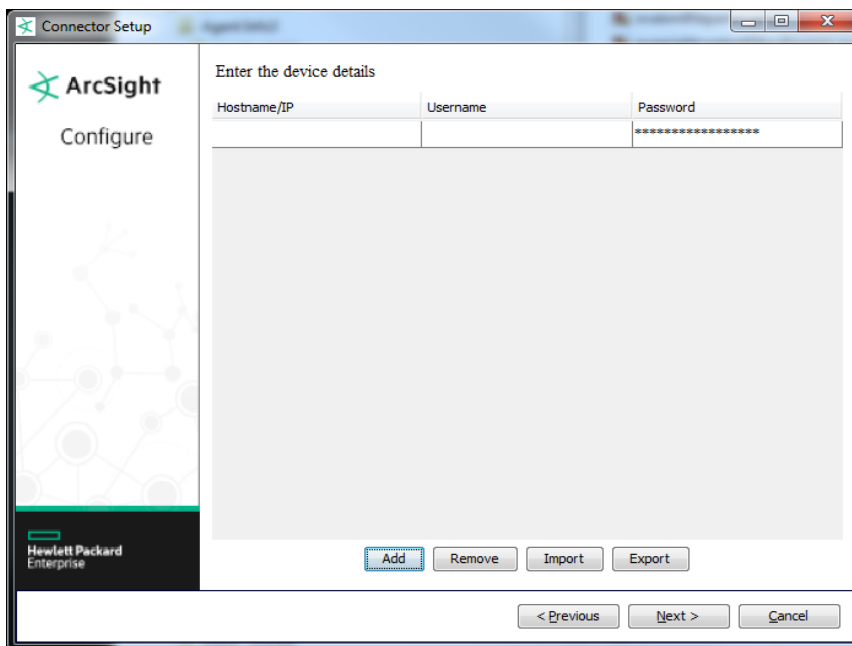 Connector Setup
ArcSight
Configure
Enter the device details
Hostname/IP Username Password
*****************
Hewlett Packard
Enterprise
Add Remove Import Export
< Previous Next > Cancel